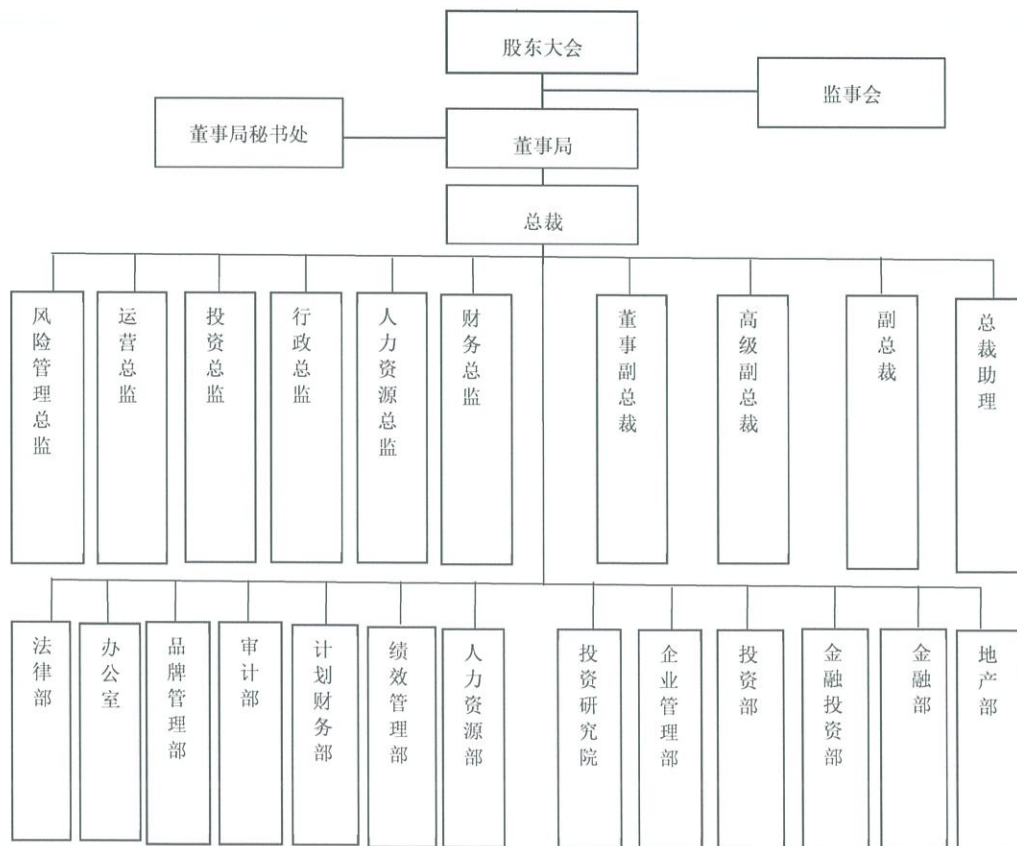 股东大会
监事会
董事局秘书处
董事局
总裁
风险管理总监
运营总监
投资总监
行政总监
人力资源总监
财务总监
董事副总裁
高级副总裁
副总裁
总裁助理
法律部
办公室
品牌管理部
审计部
计划财务部
绩效管理部
人力资源部
投资研究院
企业管理部
投资部
金融投资部
金融部
地产部